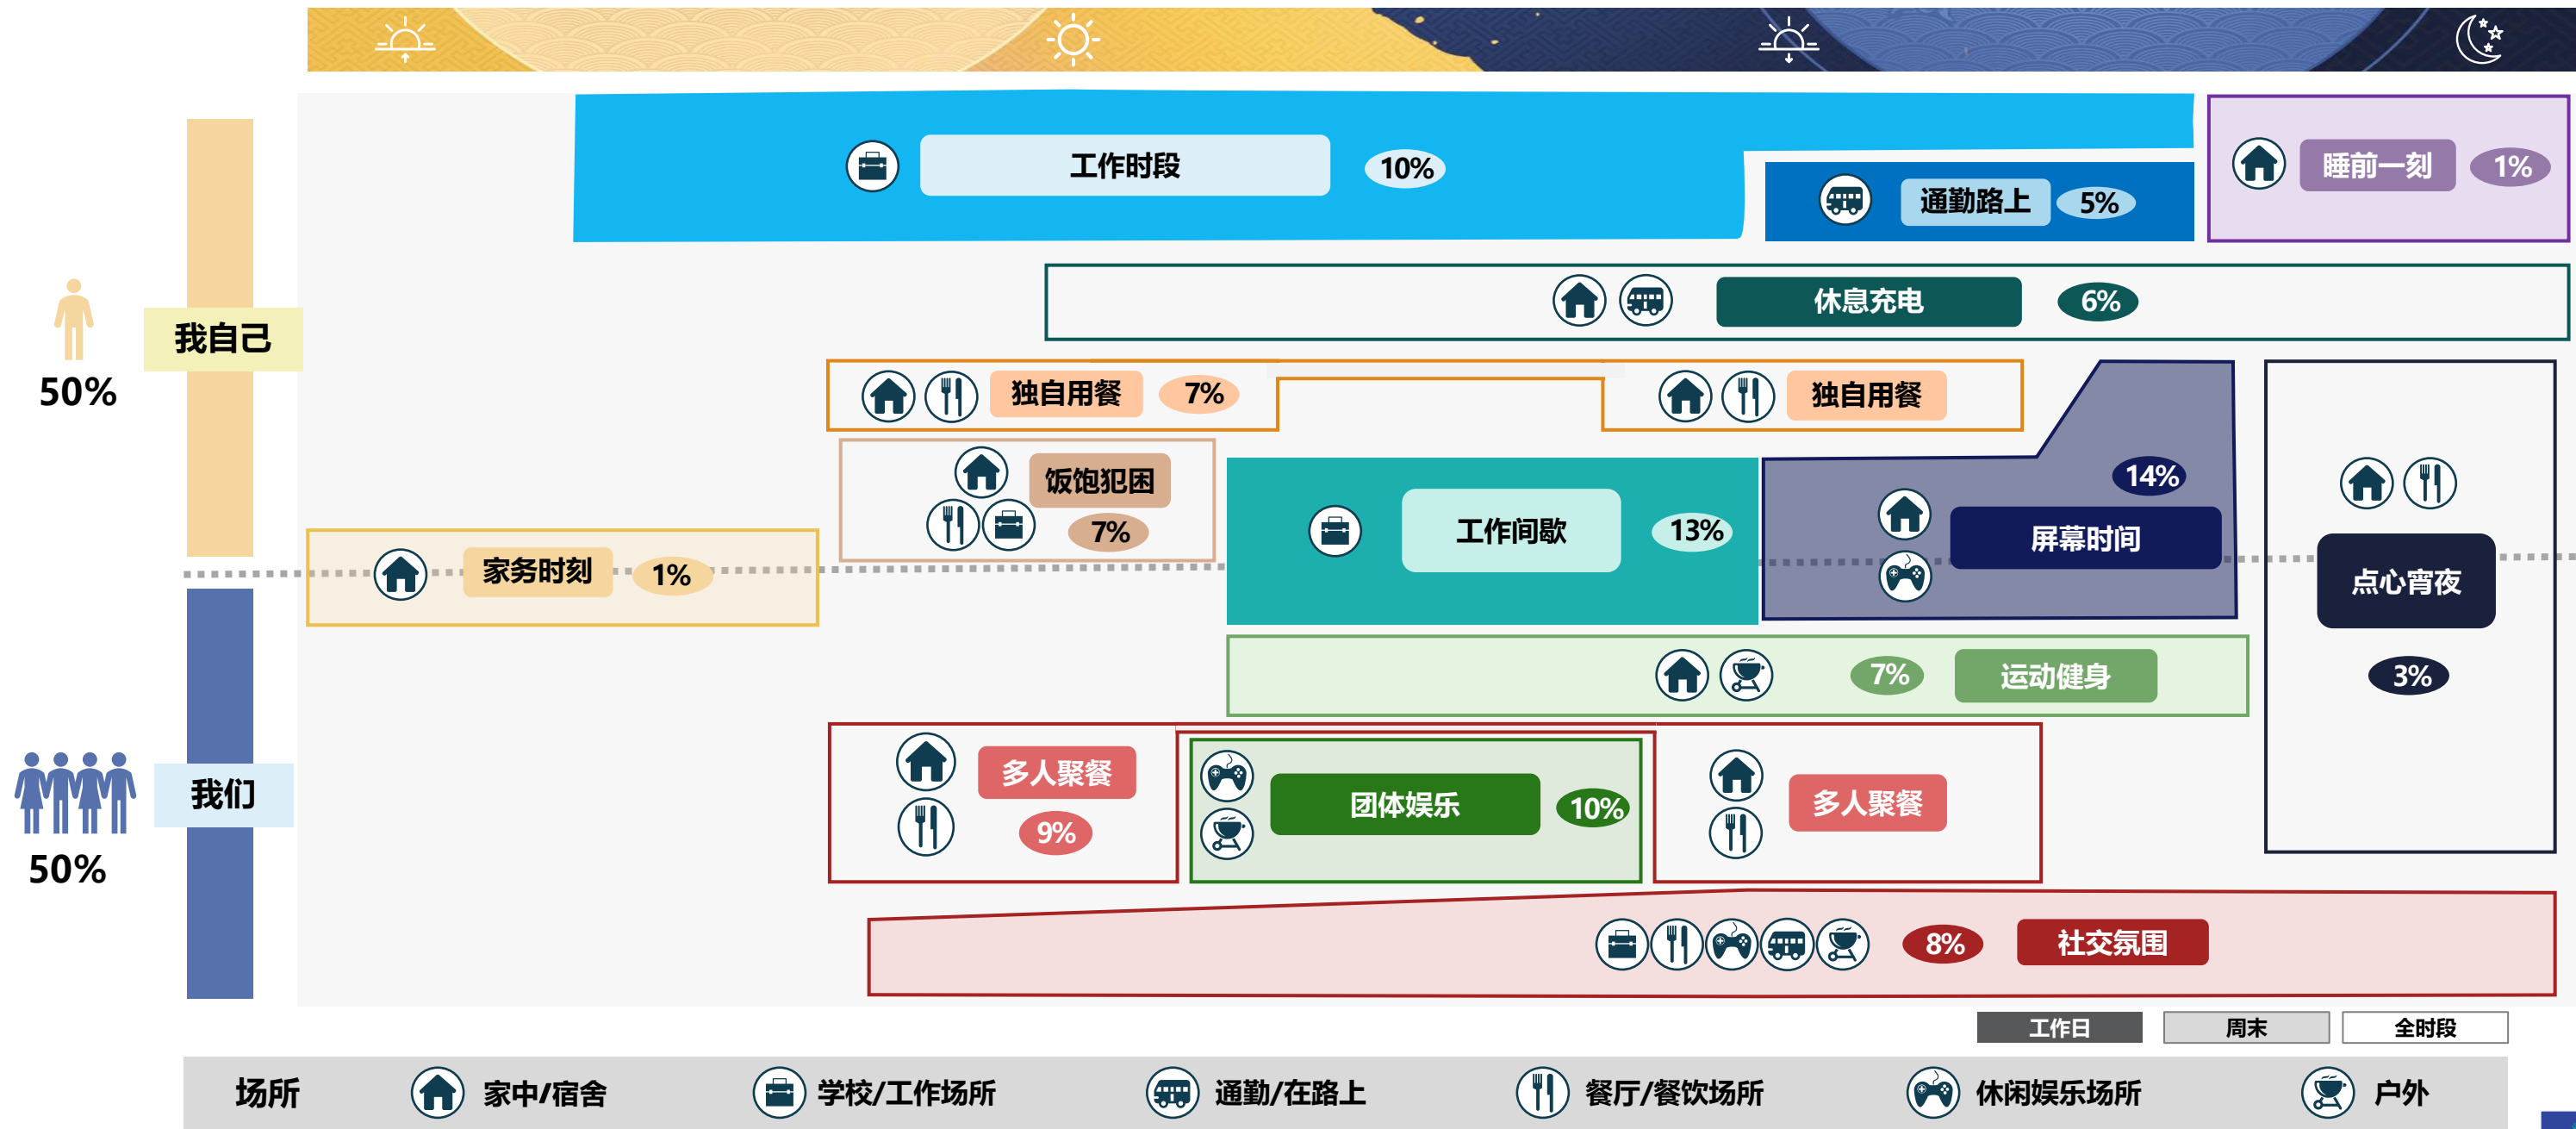 工作时段
10%
通勤路上
5%
睡前一刻
1%
休息充电
6%
我自己
50%
独自用餐
7%
独自用餐
饭饱犯困
7%
工作间歇
13%
14%
屏幕时间
家务时刻
1%
点心宵夜
3%
7%
运动健身
我们
50%
多人聚餐
9%
团体娱乐
10%
多人聚餐
8%
社交氛围
工作日
周末
全时段
场所
家中/宿舍
学校/工作场所
通勤/在路上
餐厅/餐饮场所
休闲娱乐场所
户外